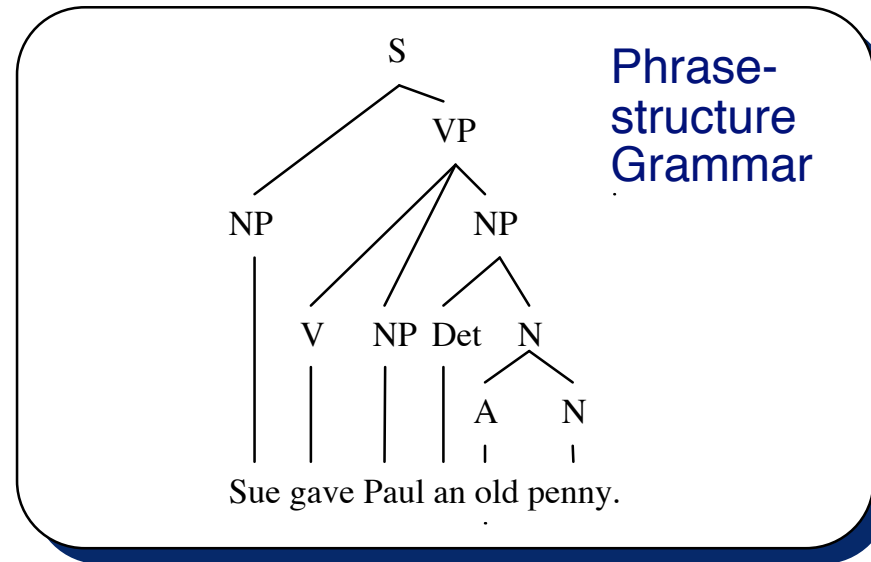 S
Phrase-
structure
Grammar
VP
NP NP
V NP Det N
A N
Sue gave Paul an old penny.